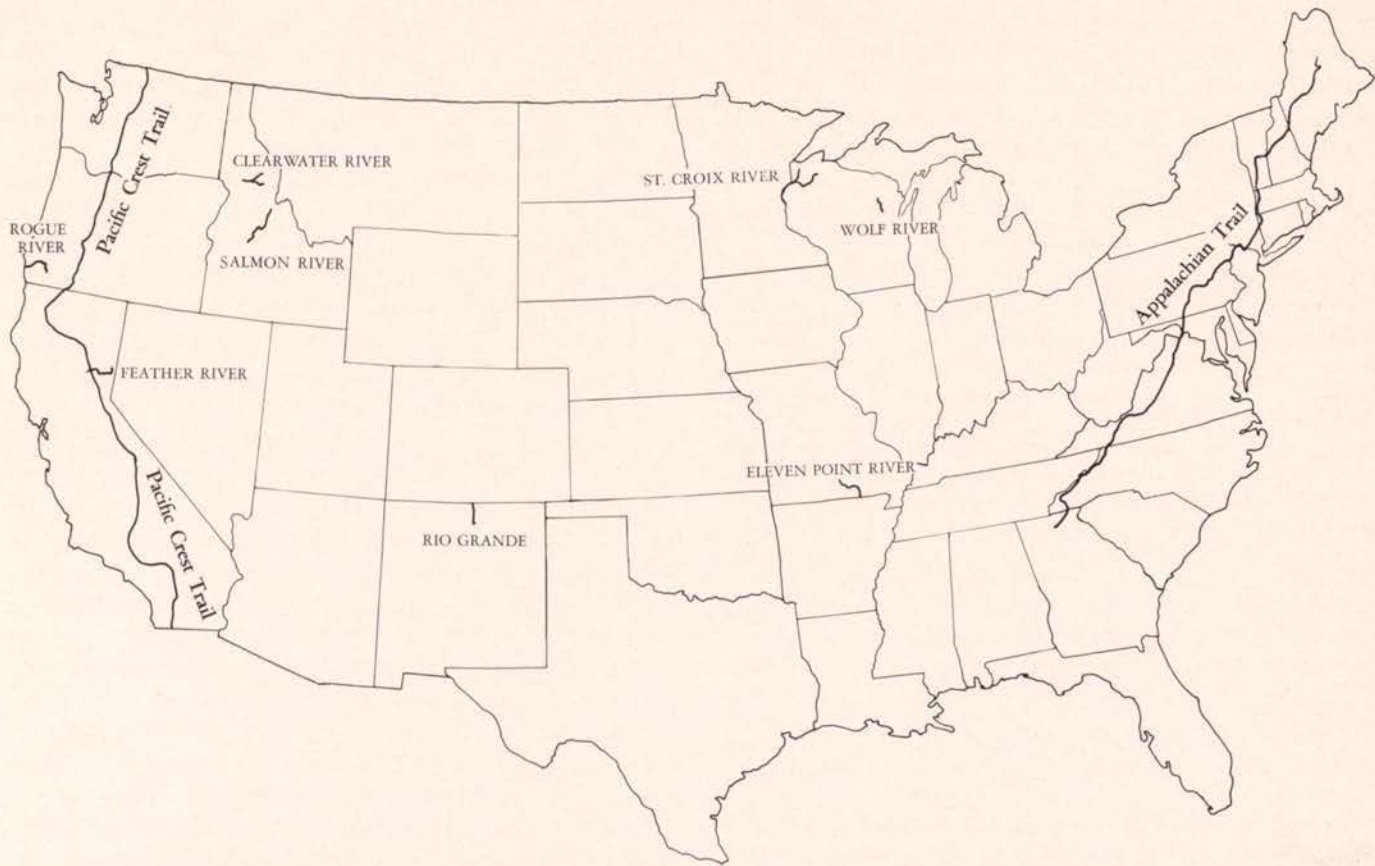 Pacific Crest Trail
CLEARWATER RIVER
ST. CROIX RIVER
ROGUE
RIVER
WOLF RIVER
SALMON RIVER
Appalachian Trail
FEATHER RIVER
ELEVEN POINT RIVER
Pacific Crest Trail
RIO GRANDE